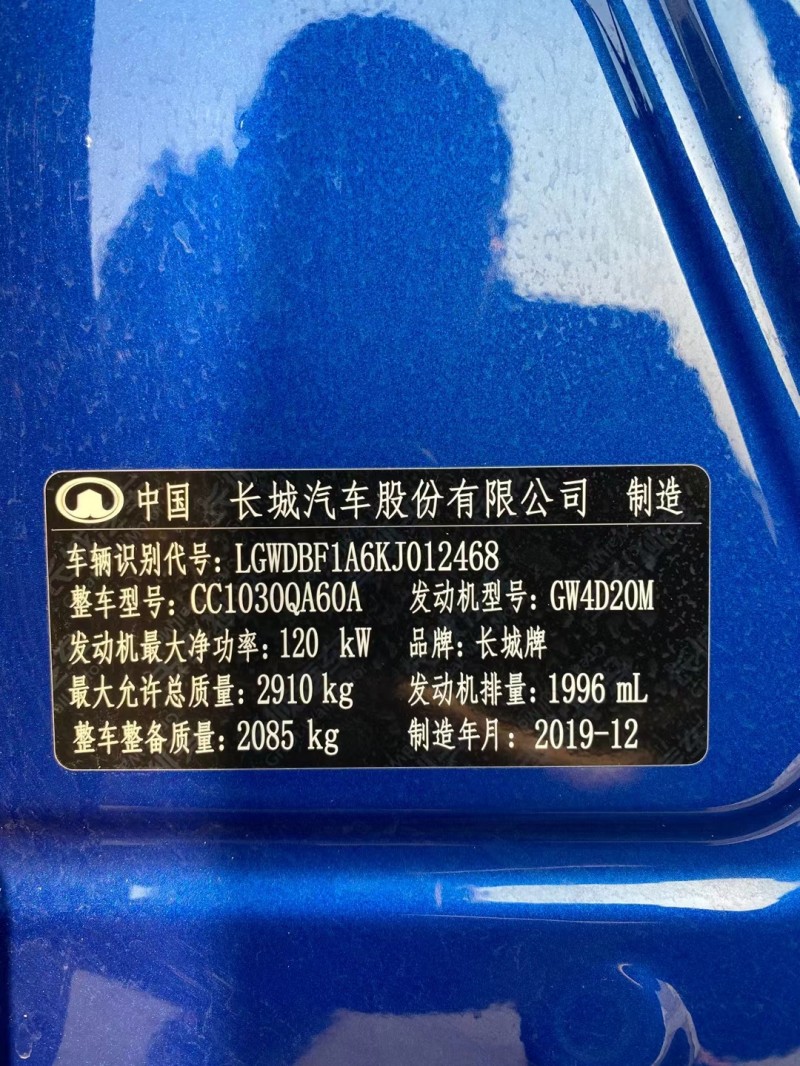 中国 长城汽车股份有限公司 制造
车辆识别代号: LGWDBF1A6KJ012468
整车型号: CC1030QA60A 发动机型号: GW4D20M
发动机最大净功率: 120 kW 品牌: 长城牌
最大允许总质量: 2910 kg 发动机排量: 1996 mL
整车整备质量: 2085 kg 制造年月: 2019-12